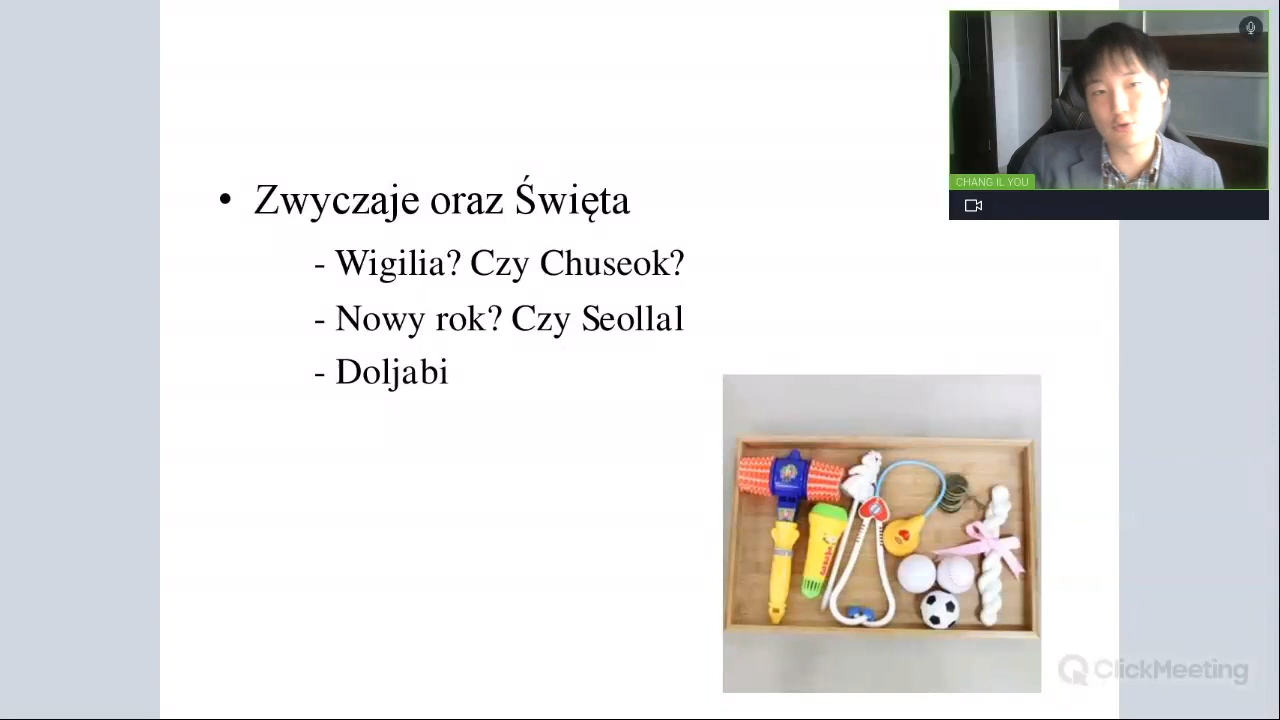 CHANG IL YOU
• Zwyczaje oraz Święta
- Wigilia? Czy Chuseok?
- Nowy rok? Czy Seollal
- Doljabi
ClickMeeting